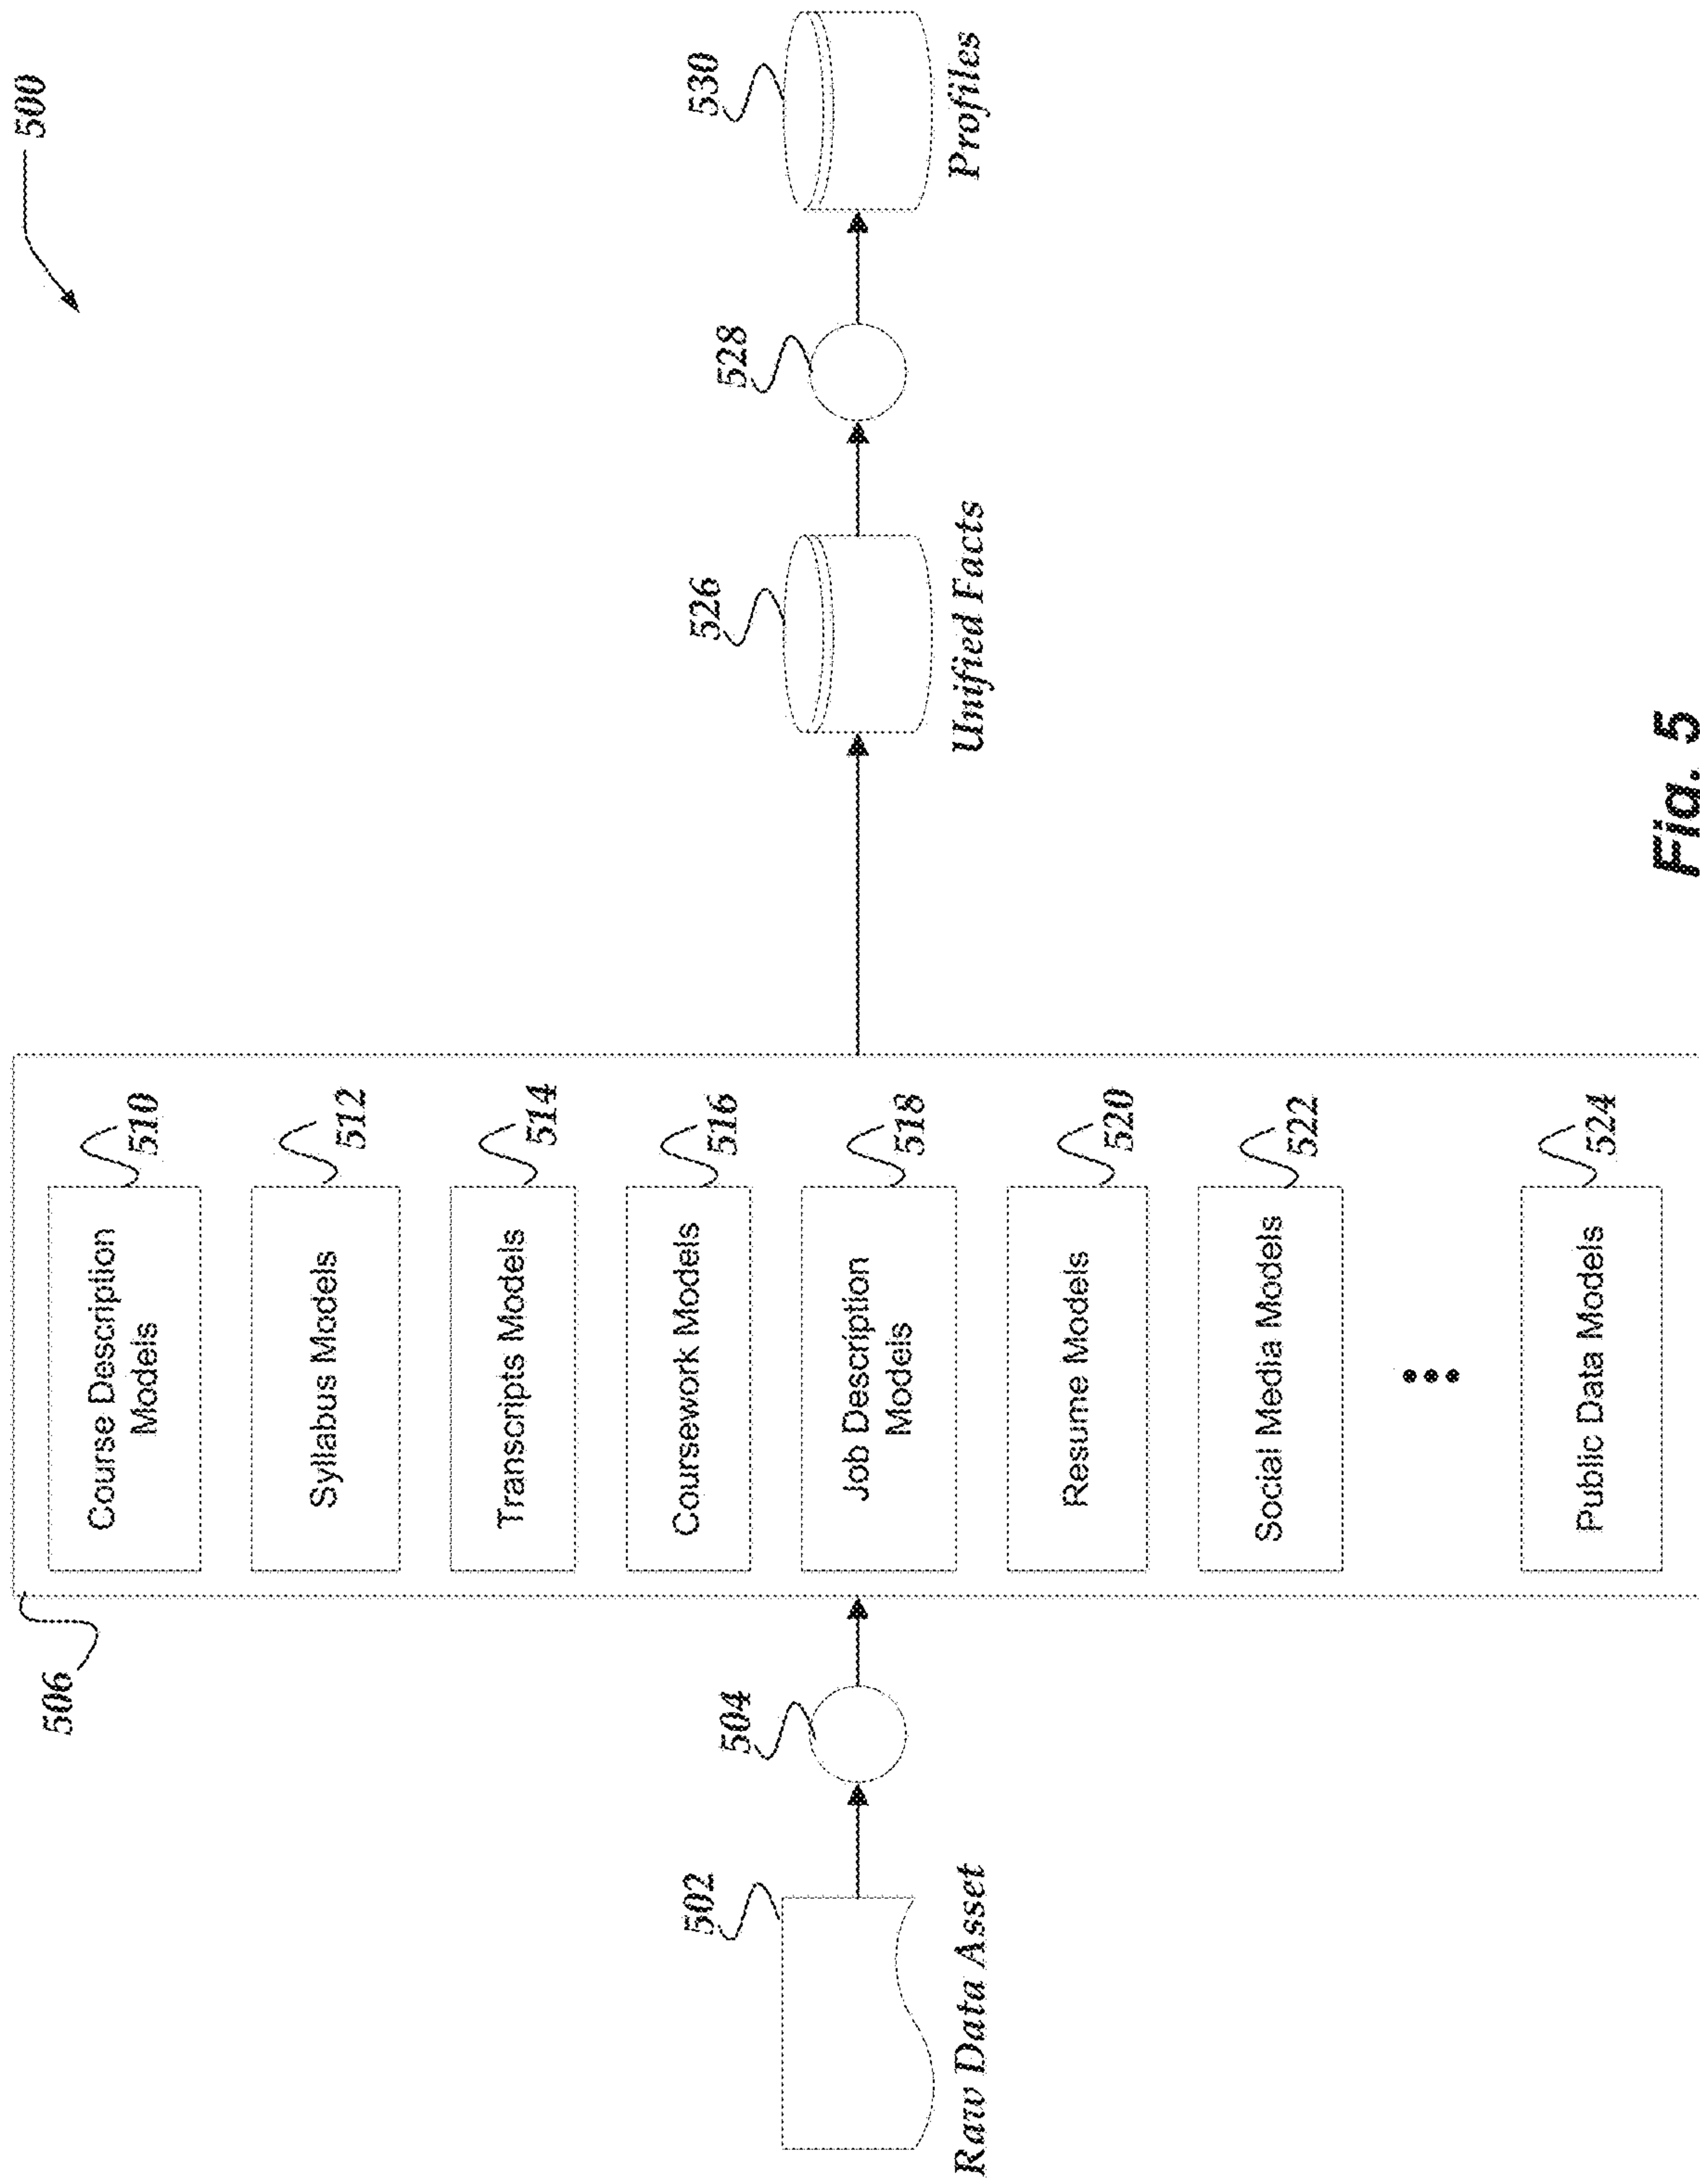 500
506
Course Description
Models
510
Syllabus Models
512
Transcripts Models
514
Coursework Models
516
Job Description
Models
518
Resume Models
520
Social Media Models
522
Public Data Models
524
502
Raw Data Asset
504
526
Unified Facts
528
530
Profiles
Fig. 5